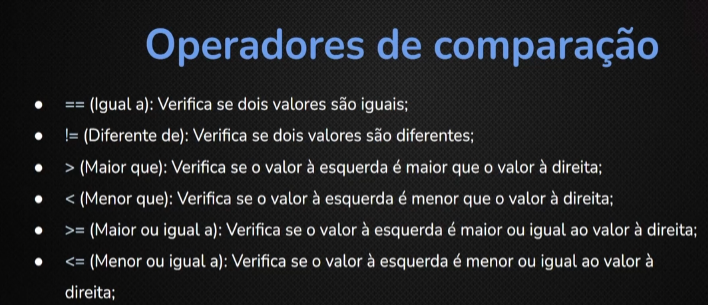 Operadores de comparação
• == (Igual a): Verifica se dois valores são iguais;
• != (Diferente de): Verifica se dois valores são diferentes;
• > (Maior que): Verifica se o valor à esquerda é maior que o valor à direita;
• < (Menor que): Verifica se o valor à esquerda é menor que o valor à direita;
• >= (Maior ou igual a): Verifica se o valor à esquerda é maior ou igual ao valor à direita;
• <= (Menor ou igual a): Verifica se o valor à esquerda é menor ou igual ao valor à
direita;